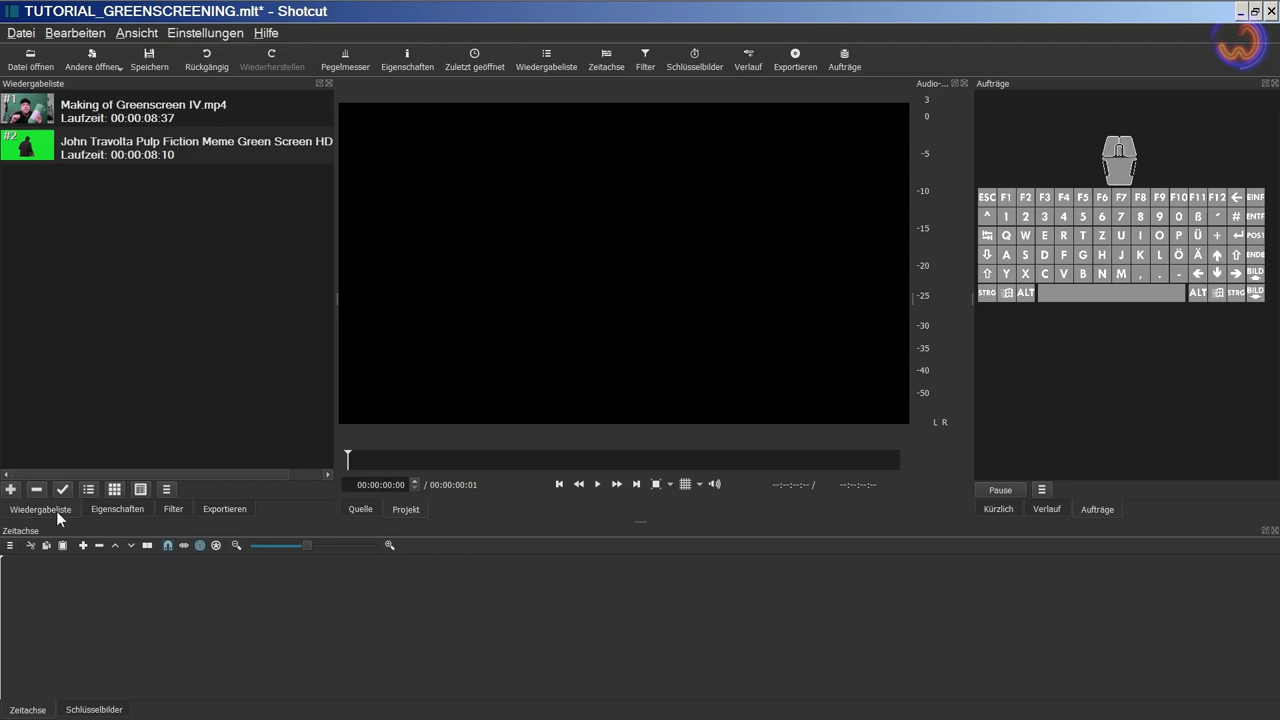 TUTORIAL_GREENSCREENING.mlt* - Shotcut
Datei Bearbeiten Ansicht Einstellungen Hilfe
Datei öffnen Andere öffnen Speichern Rückgängig Wiederherstellen Pegelmesser Eigenschaften Zuletzt geöffnet Wiedergabeliste Zeitachse Filter Schlüsselbilder Verlauf Exportieren Aufträge
Wiedergabeliste
#1
Making of Greenscreen IV.mp4
Laufzeit: 00:00:08:37
#2
John Travolta Pulp Fiction Meme Green Screen HD
Laufzeit: 00:00:08:10
Wiedergabeliste Eigenschaften Filter Exportieren
00:00:00:00 / 00:00:00:01
--:--:--:-- / --:--:--:--
Quelle Projekt
Audio-...
3
0
-5
-10
-15
-20
-25
-30
-35
-40
-50
L R
Aufträge
ESC F1 F2 F3 F4 F5 F6 F7 F8 F9 F10 F11 F12 ← EINF
^ 1 2 3 4 5 6 7 8 9 0 ß ´ # ENTF
Q W E R T Z U I O P Ü + POS1
A S D F G H J K L Ö Ä ENDE
Y X C V B N M , . - BILD
STRG ALT ALT STRG BILD
Pause
Kürzlich Verlauf Aufträge
Zeitachse
Zeitachse Schlüsselbilder